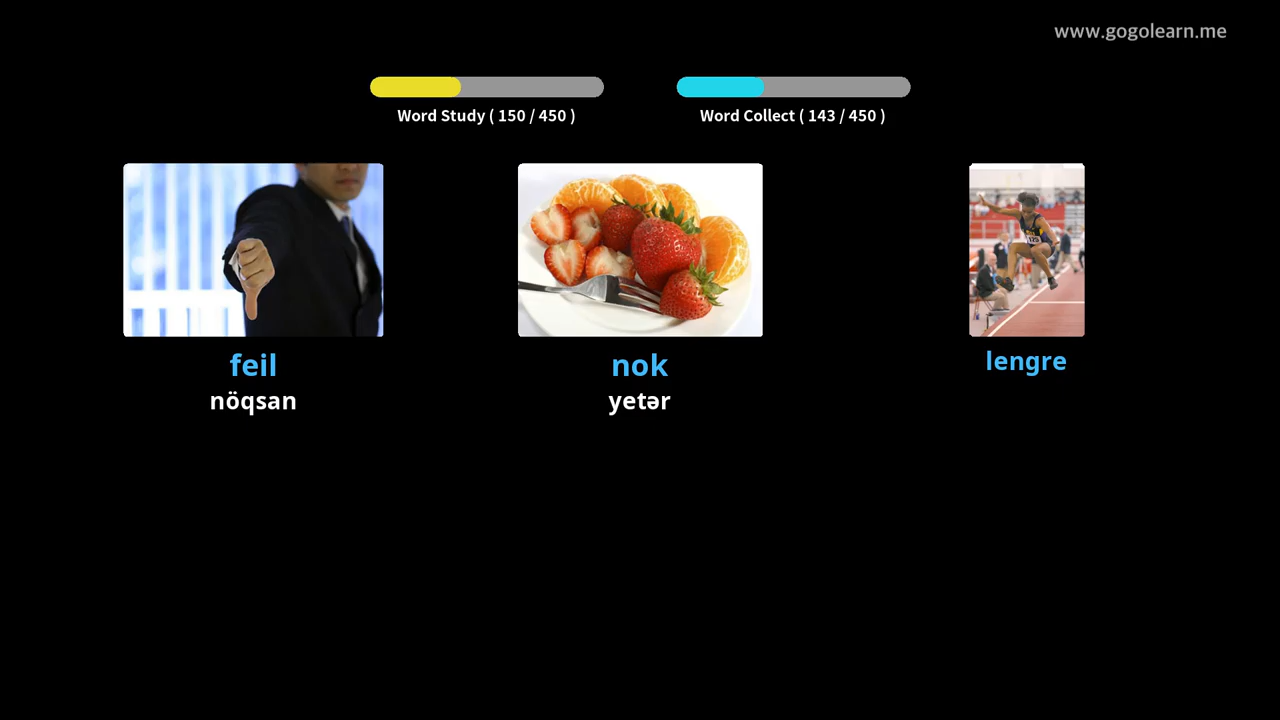 www.gogolearn.me
Word Study ( 150 / 450 )
Word Collect ( 143 / 450 )
feil
nöqsan
nok
yetər
lengre